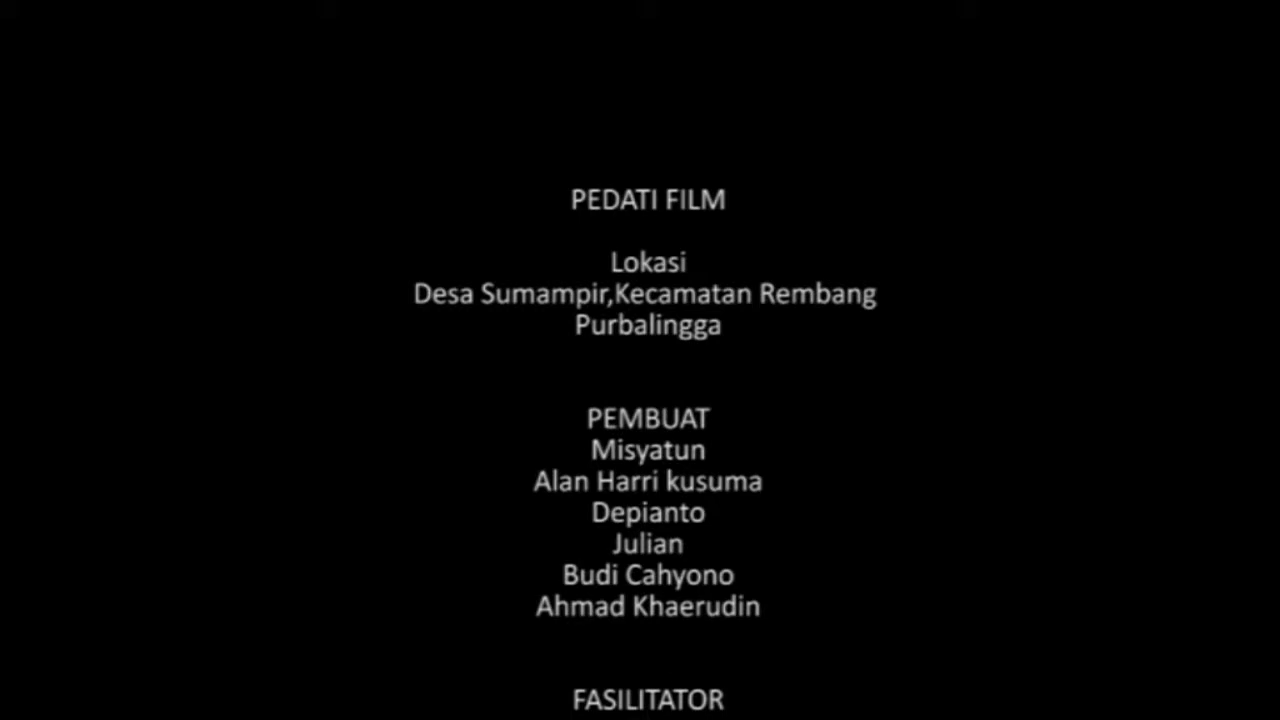 PEDATI FILM
Lokasi
Desa Sumampir,Kecamatan Rembang
Purbalingga
PEMBUAT
Misyatun
Alan Harri kusuma
Depianto
Julian
Budi Cahyono
Ahmad Khaerudin
FASILITATOR